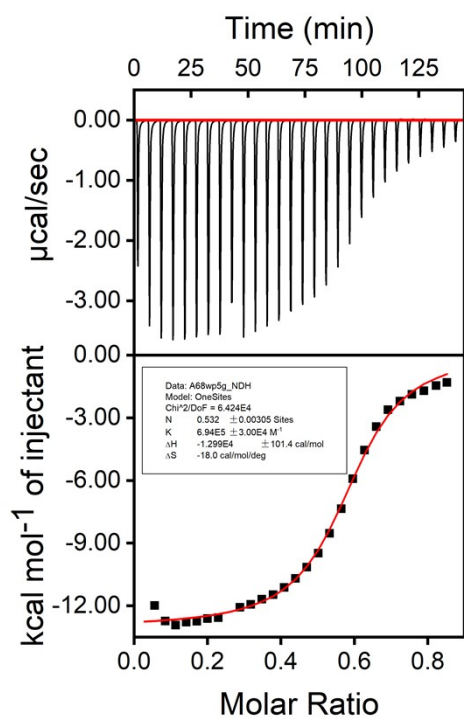 Time (min)
0 25 50 75 100 125
0.00
-1.00
-2.00
-3.00
µcal/sec
0.00
-3.00
-6.00
-9.00
-12.00
kcal mol⁻¹ of injectant
Data: A68wp5g_NDH
Model: OneSites
Chi^2/DoF = 6.424E4
N 0.532 ±0.00305 Sites
K 6.94E5 ±3.00E4 M⁻¹
ΔH -1.299E4 ±101.4 cal/mol
ΔS -18.0 cal/mol/deg
0.0 0.2 0.4 0.6 0.8
Molar Ratio